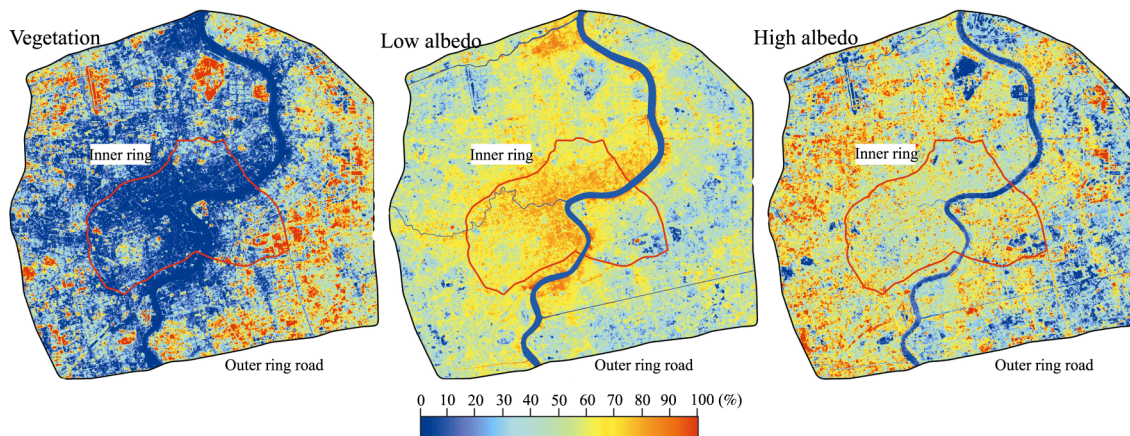 Vegetation
Low albedo
High albedo
Inner ring
Inner ring
Inner ring
Outer ring road
Outer ring road
Outer ring road
0 10 20 30 40 50 60 70 80 90 100 (%)